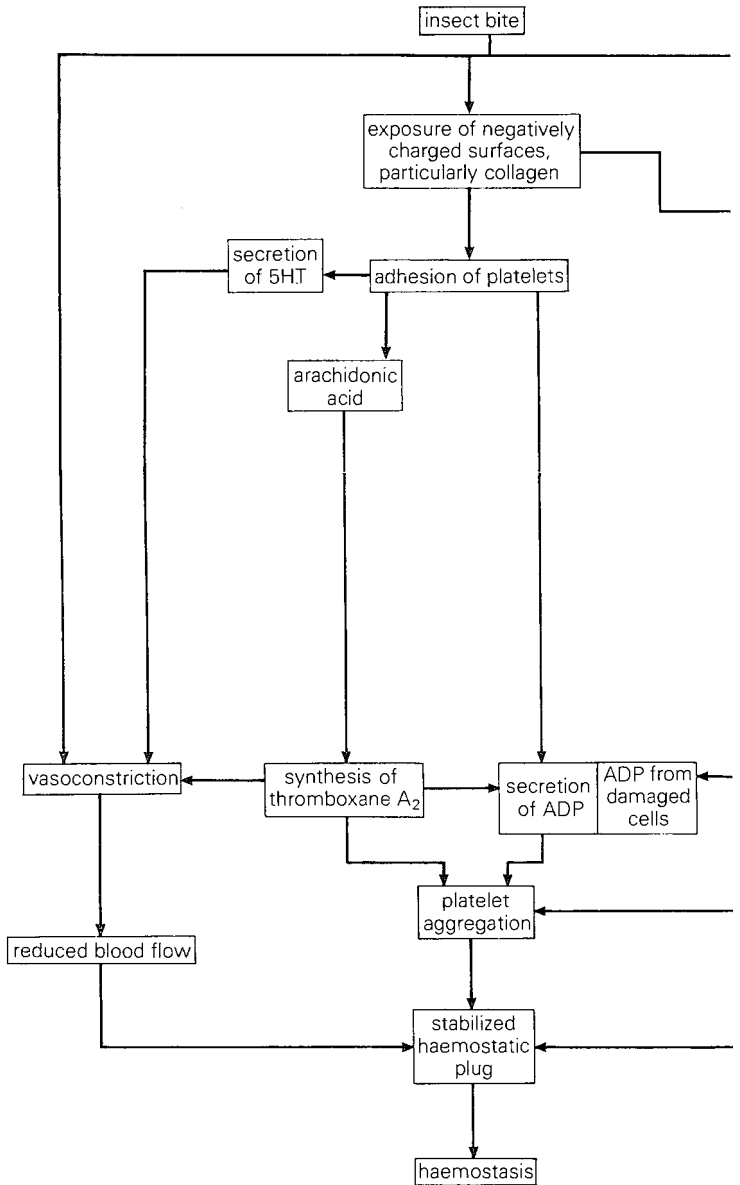 insect bite
exposure of negatively
charged surfaces,
particularly collagen
secretion
of 5H.T
adhesion of platelets
arachidonic
acid
vasoconstriction
synthesis of
thromboxane A₂
secretion
of ADP
ADP from
damaged
cells
platelet
aggregation
reduced blood flow
stabilized
haemostatic
plug
haemostasis